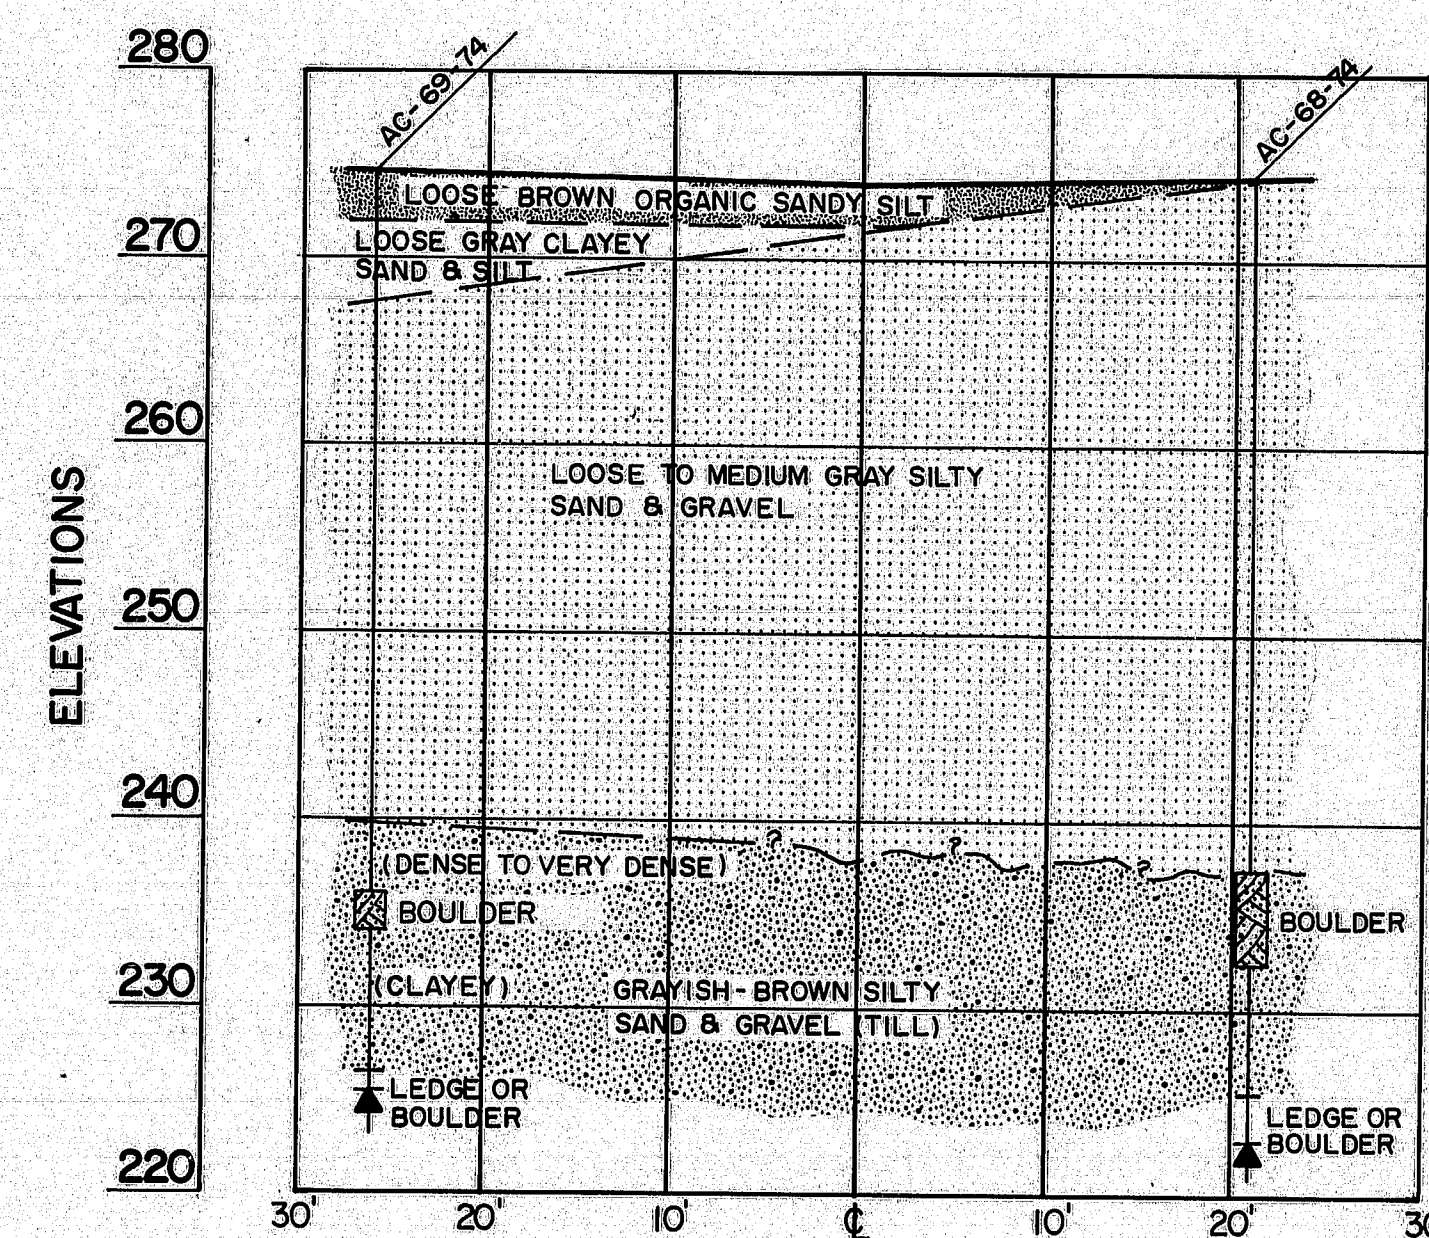 280
AC-69-74
AC-68-74
LOOSE BROWN ORGANIC SANDY SILT
270
LOOSE GRAY CLAYEY
SAND & SILT
260
LOOSE TO MEDIUM GRAY SILTY
SAND & GRAVEL
ELEVATIONS
250
240
?
?
?
(DENSE TO VERY DENSE)
BOULDER
BOULDER
230
(CLAYEY)
GRAYISH-BROWN SILTY
SAND & GRAVEL (TILL)
LEDGE OR
BOULDER
LEDGE OR
BOULDER
220
30' 20' 10' ℄ 10' 20' 30